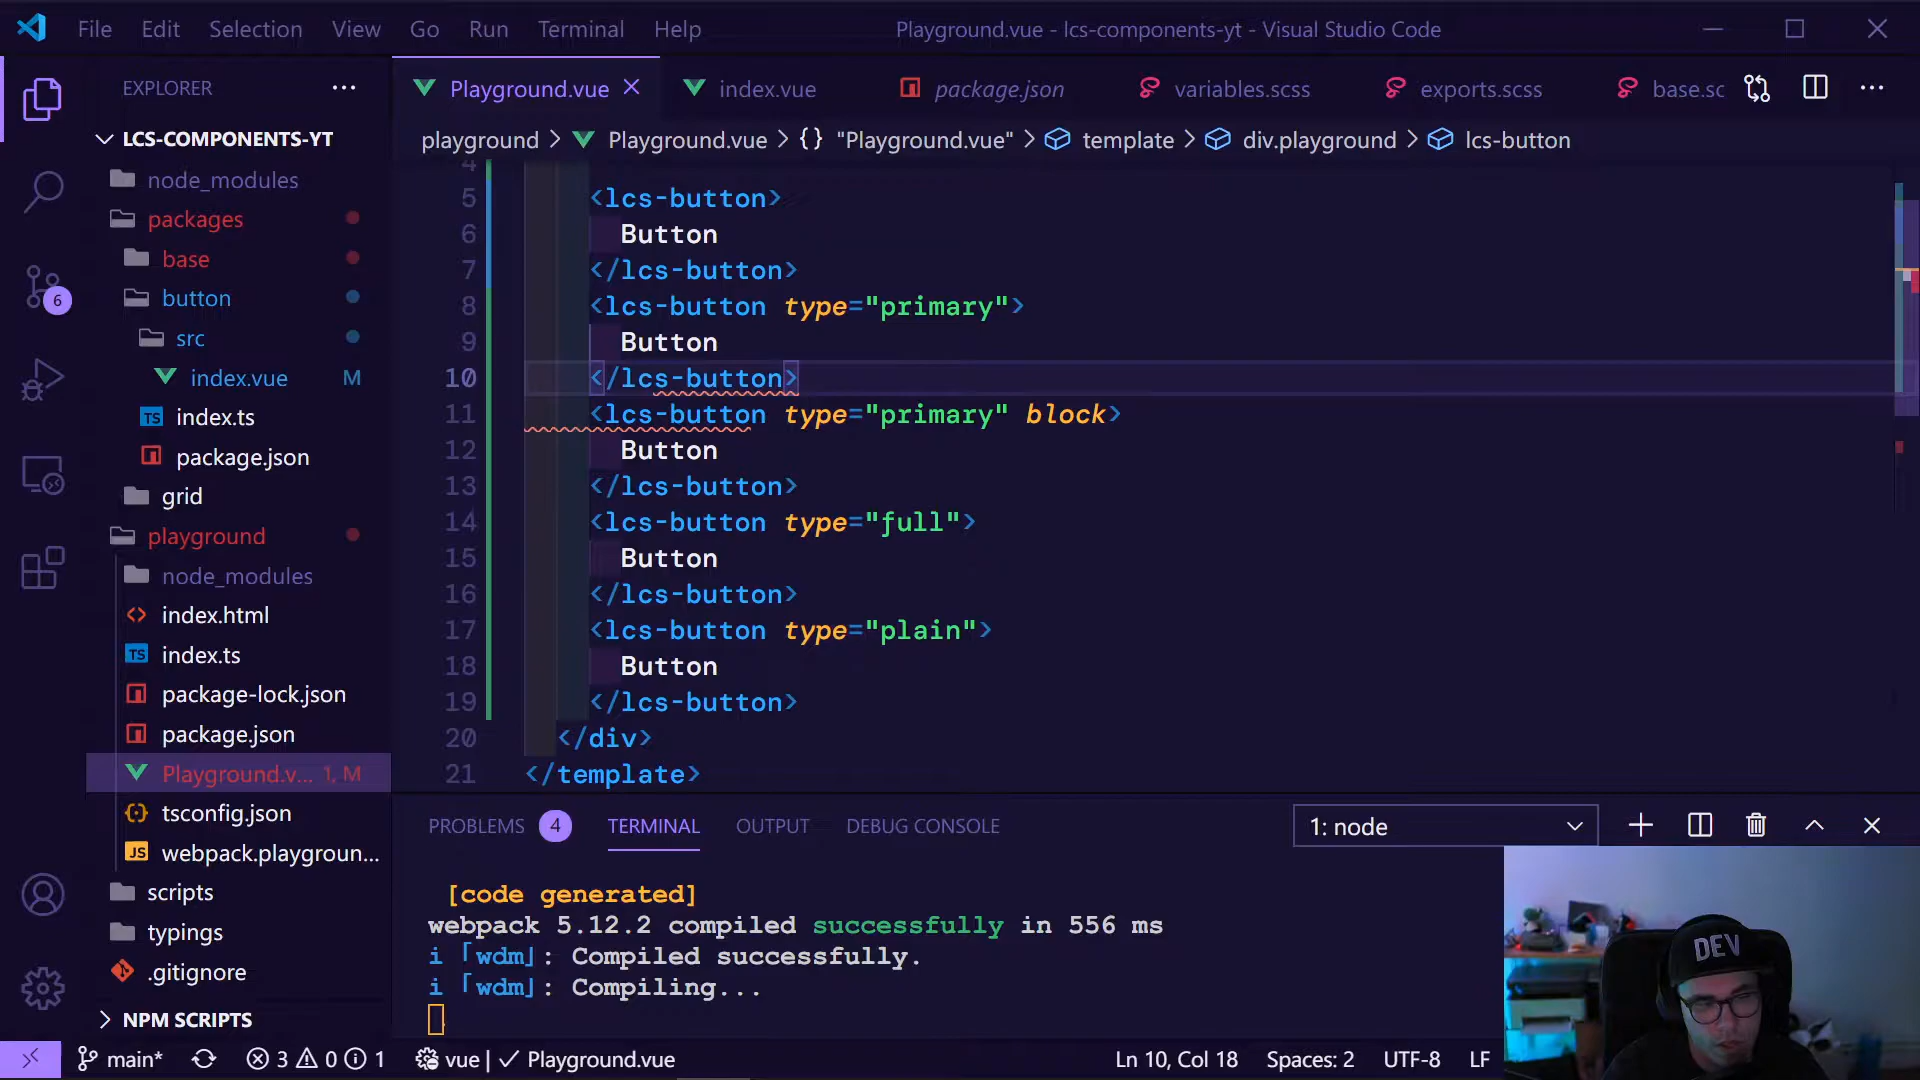 File Edit Selection View Go Run Terminal Help
Playground.vue - lcs-components-yt - Visual Studio Code
EXPLORER
Playground.vue
index.vue
package.json
variables.scss
exports.scss
base.sc
playground > Playground.vue > {} "Playground.vue" > template > div.playground > lcs-button
LCS-COMPONENTS-YT
node_modules
packages
base
button
src
index.vue M
index.ts
package.json
grid
playground
node_modules
index.html
index.ts
package-lock.json
package.json
Playground.v... 1, M
tsconfig.json
webpack.playgroun...
scripts
typings
.gitignore
NPM SCRIPTS
6
4
5 <lcs-button>
6 Button
7 </lcs-button>
8 <lcs-button type="primary">
9 Button
10 </lcs-button>
11 <lcs-button type="primary" block>
12 Button
13 </lcs-button>
14 <lcs-button type="full">
15 Button
16 </lcs-button>
17 <lcs-button type="plain">
18 Button
19 </lcs-button>
20 </div>
21 </template>
PROBLEMS 4 TERMINAL OUTPUT DEBUG CONSOLE
1: node
[code generated]
webpack 5.12.2 compiled successfully in 556 ms
i ｢wdm｣: Compiled successfully.
i ｢wdm｣: Compiling...
DEV
main* 3 0 1 vue | Playground.vue
Ln 10, Col 18 Spaces: 2 UTF-8 LF